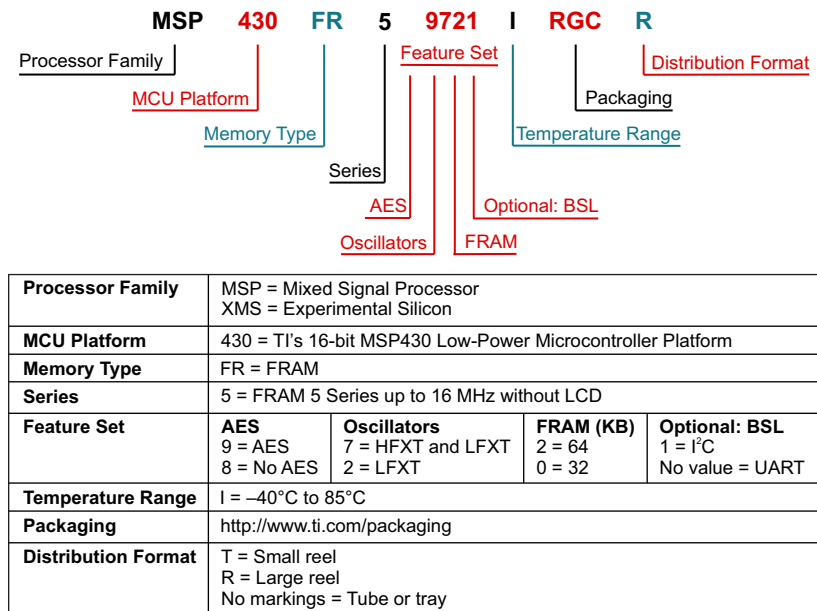 MSP 430 FR 5 9721 I RGC R
Processor Family
Feature Set
Distribution Format
MCU Platform
Packaging
Memory Type
Temperature Range
Series
AES
Optional: BSL
Oscillators
FRAM
Processor Family
MSP = Mixed Signal Processor
XMS = Experimental Silicon
MCU Platform
430 = TI's 16-bit MSP430 Low-Power Microcontroller Platform
Memory Type
FR = FRAM
Series
5 = FRAM 5 Series up to 16 MHz without LCD
Feature Set
AES
9 = AES
8 = No AES
Oscillators
7 = HFXT and LFXT
2 = LFXT
FRAM (KB)
2 = 64
0 = 32
Optional: BSL
1 = I²C
No value = UART
Temperature Range
I = –40°C to 85°C
Packaging
http://www.ti.com/packaging
Distribution Format
T = Small reel
R = Large reel
No markings = Tube or tray